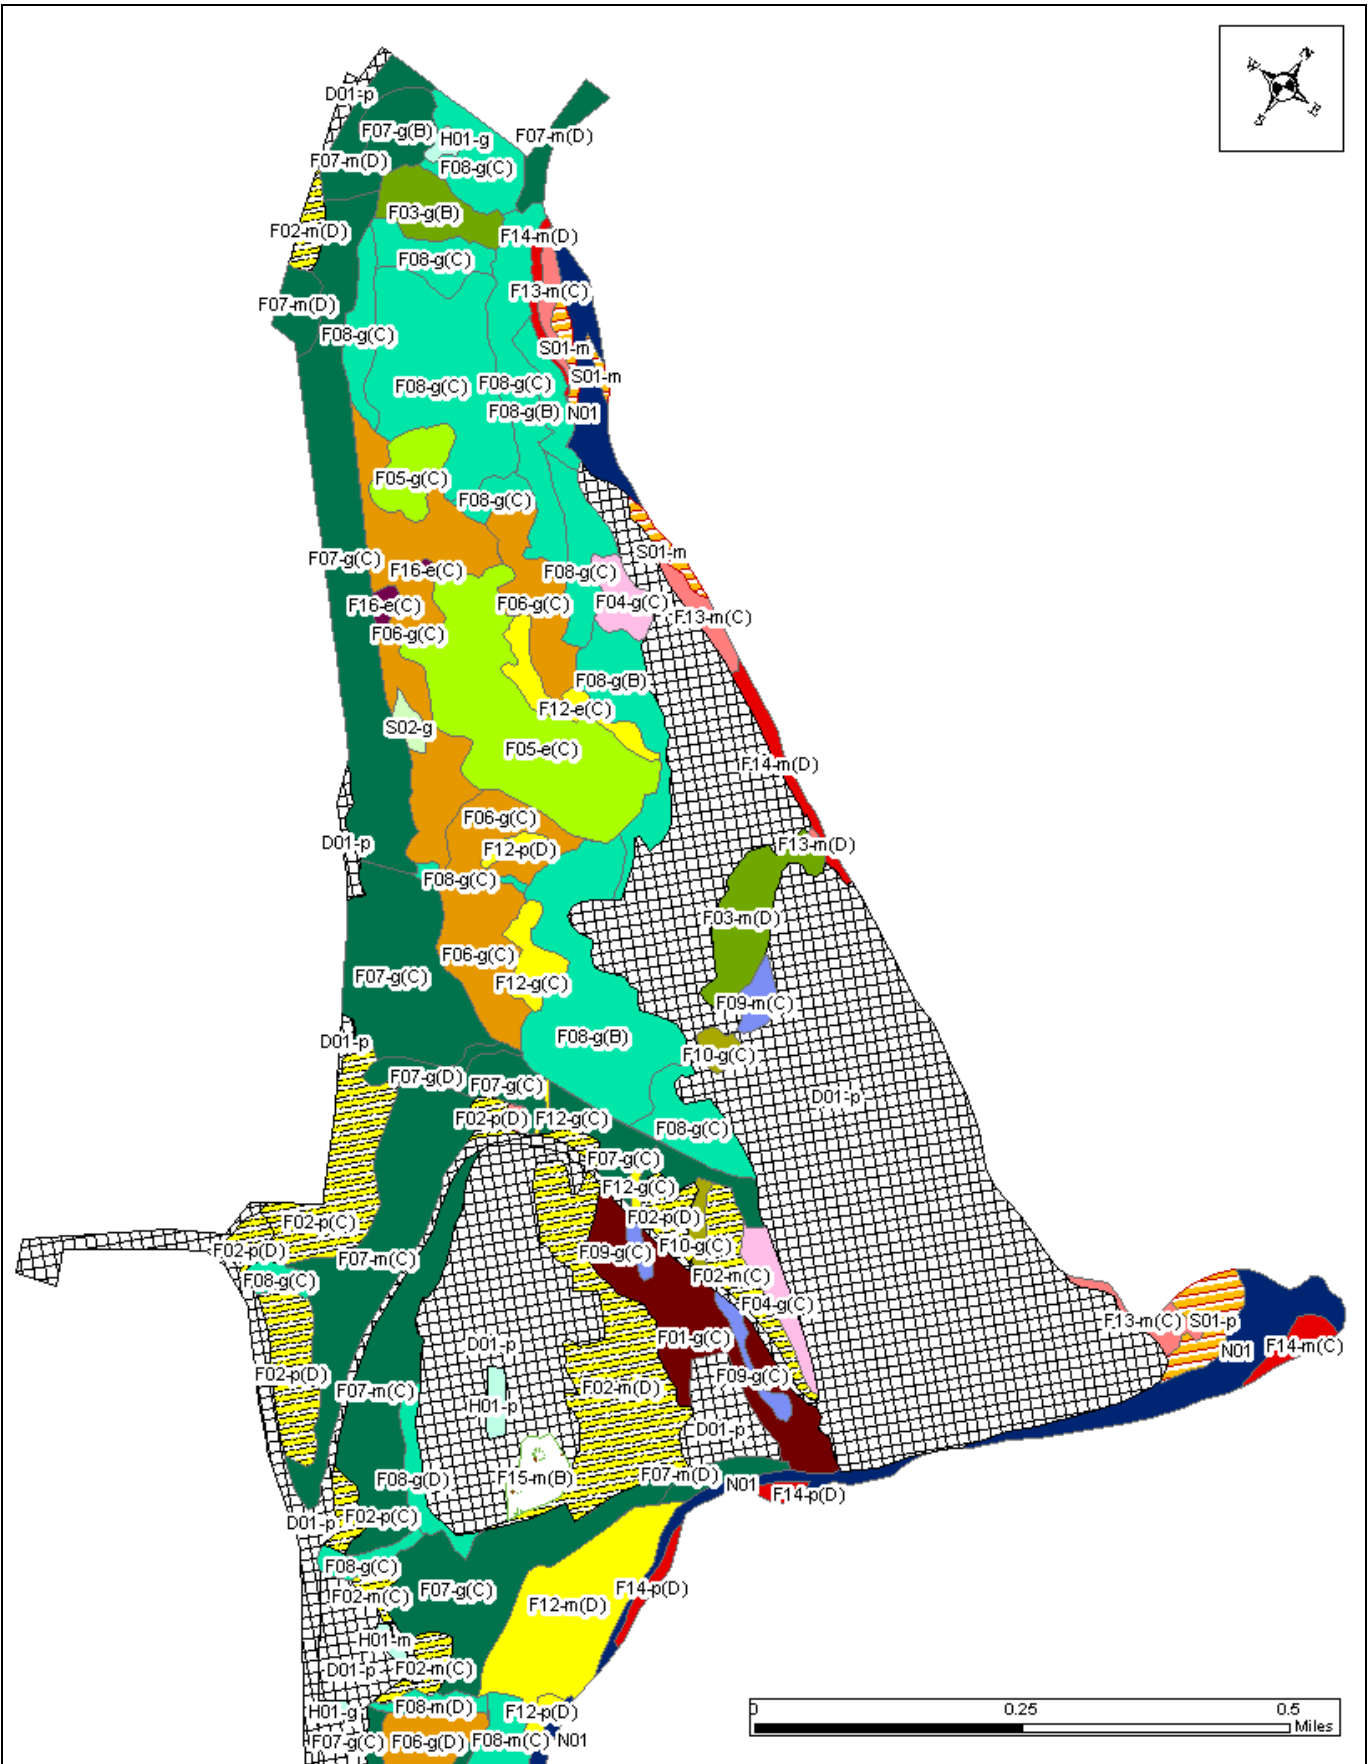 N
W
E
S
D01-p
F07-g(B)
H01-g
F07-m(D)
F07-m(D)
F08-g(C)
F03-g(B)
F02-m(D)
F14-m(D)
F08-g(C)
F13-m(C)
F07-m(D)
F08-g(C)
S01-m
S01-m
F08-g(C)
F08-g(C)
F08-g(B)
N01
F05-g(C)
F08-g(C)
S01-m
F07-g(C)
F16-e(C)
F08-g(C)
F16-e(C)
F06-g(C)
F04-g(C)
F13-m(C)
F06-g(C)
F08-g(B)
F12-e(C)
S02-g
F05-e(C)
F14-m(D)
F06-g(C)
D01-p
F12-p(D)
F13-m(D)
F08-g(C)
F03-m(D)
F06-g(C)
F07-g(C)
F12-g(C)
F09-m(C)
D01-p
F08-g(B)
F10-g(C)
F07-g(D)
F07-g(C)
D01-p
F02-p(D)
F12-g(C)
F08-g(C)
F07-g(C)
F12-g(C)
F02-p(C)
F02-p(D)
F02-p(D)
F07-m(C)
F09-g(C)
F10-g(C)
F08-g(C)
F02-m(C)
F04-g(C)
F13-m(C)
S01-p
D01-p
F01-g(C)
N01
F14-m(C)
F02-p(D)
F07-m(C)
F02-m(D)
F09-g(C)
H01-p
D01-p
F08-g(D)
F15-m(B)
F07-m(D)
N01
F14-p(D)
D01-p
F02-p(C)
F08-g(C)
F02-m(C)
F07-g(C)
F12-m(D)
F14-p(D)
H01-m
D01-p
F02-m(C)
H01-g
F08-m(D)
F12-p(D)
F07-g(C)
F06-g(D)
F08-m(C)
N01
0
0.25
0.5
Miles